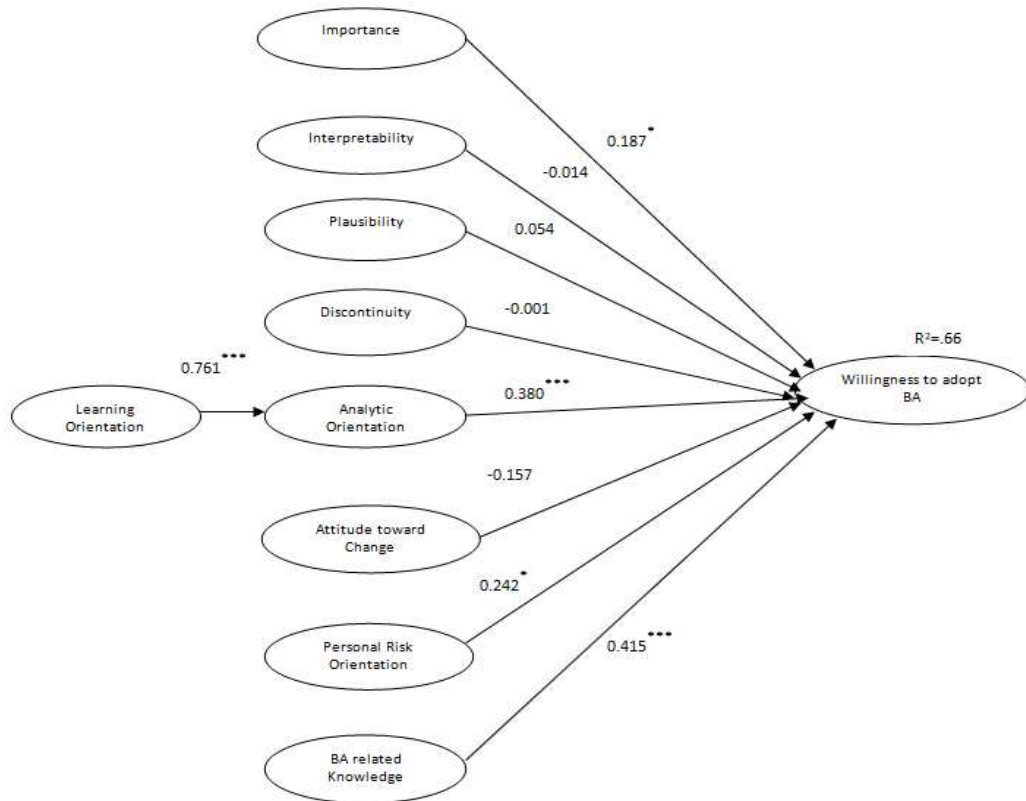 Importance
0.187*
Interpretability
-0.014
Plausibility
0.054
Discontinuity
-0.001
R²=.66
0.761***
Learning
Orientation
Analytic
Orientation
0.380***
Willingness to adopt
BA
-0.157
Attitude toward
Change
0.242*
Personal Risk
Orientation
0.415***
BA related
Knowledge